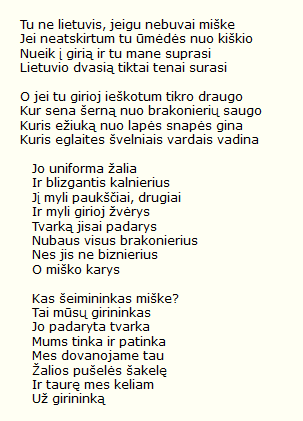 Tu ne lietuvis, jeigu nebuvai miške
Jei neatskirtum tu ūmėdės nuo kiškio
Nueik į girią ir tu mane suprasi
Lietuvio dvasią tiktai tenai surasi
O jei tu girioj ieškotum tikro draugo
Kur sena šerną nuo brakonierių saugo
Kuris ežiuką nuo lapės snapės gina
Kuris eglaites švelniais vardais vadina
Jo uniforma žalia
Ir blizgantis kalnierius
Jį myli paukščiai, drugiai
Ir myli girioj žvėrys
Tvarką jisai padarys
Nubaus visus brakonierius
Nes jis ne biznierius
O miško karys
Kas šeimininkas miške?
Tai mūsų girininkas
Jo padaryta tvarka
Mums tinka ir patinka
Mes dovanojame tau
Žalios pušelės šakelę
Ir taurę mes keliam
Už girininką